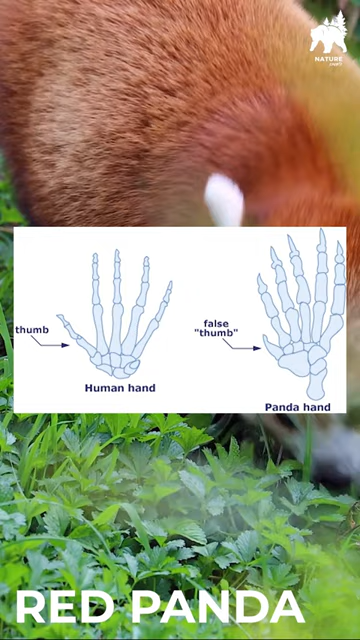 NATURE
thumb
false
"thumb"
Human hand
Panda hand
RED PANDA